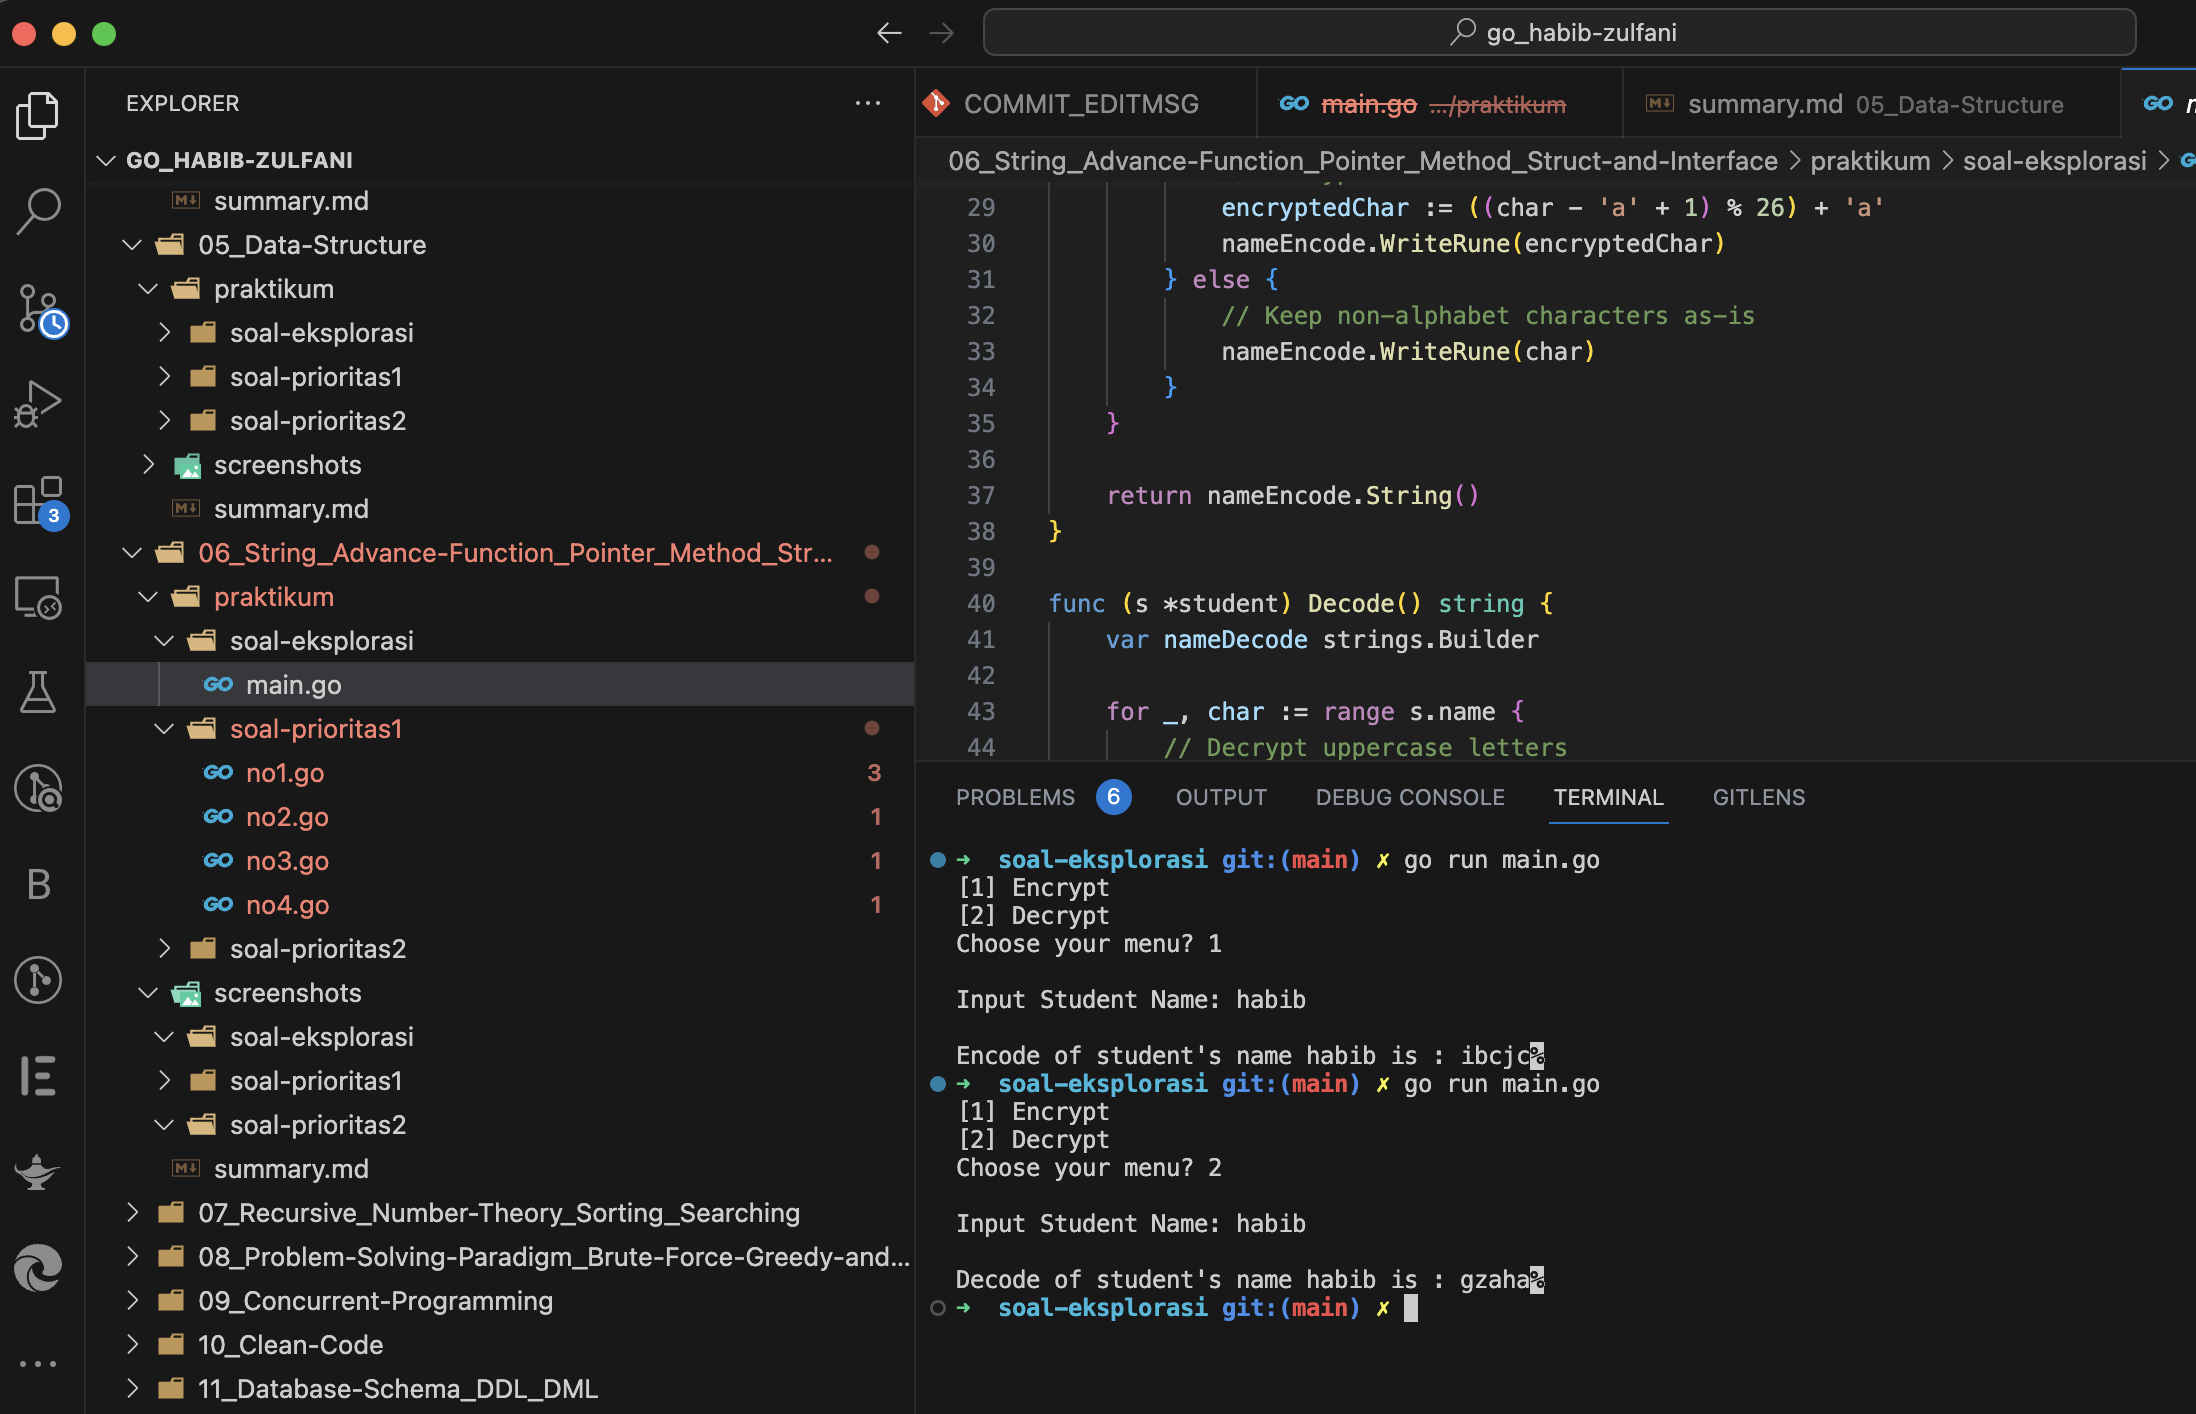 go_habib-zulfani
EXPLORER
GO_HABIB-ZULFANI
summary.md
05_Data-Structure
praktikum
soal-eksplorasi
soal-prioritas1
soal-prioritas2
screenshots
summary.md
06_String_Advance-Function_Pointer_Method_Str...
praktikum
soal-eksplorasi
main.go
soal-prioritas1
no1.go 3
no2.go 1
no3.go 1
no4.go 1
soal-prioritas2
screenshots
soal-eksplorasi
soal-prioritas1
soal-prioritas2
summary.md
07_Recursive_Number-Theory_Sorting_Searching
08_Problem-Solving-Paradigm_Brute-Force-Greedy-and...
09_Concurrent-Programming
10_Clean-Code
11_Database-Schema_DDL_DML
3
B
COMMIT_EDITMSG main.go .../praktikum summary.md 05_Data-Structure
06_String_Advance-Function_Pointer_Method_Struct-and-Interface > praktikum > soal-eksplorasi >
29 encryptedChar := ((char - 'a' + 1) % 26) + 'a'
30 nameEncode.WriteRune(encryptedChar)
31 } else {
32 // Keep non-alphabet characters as-is
33 nameEncode.WriteRune(char)
34 }
35 }
36
37 return nameEncode.String()
38 }
39
40 func (s *student) Decode() string {
41 var nameDecode strings.Builder
42
43 for _, char := range s.name {
44 // Decrypt uppercase letters
PROBLEMS 6 OUTPUT DEBUG CONSOLE TERMINAL GITLENS
➜ soal-eksplorasi git:(main) ✗ go run main.go
[1] Encrypt
[2] Decrypt
Choose your menu? 1
Input Student Name: habib
Encode of student's name habib is : ibcjc%
➜ soal-eksplorasi git:(main) ✗ go run main.go
[1] Encrypt
[2] Decrypt
Choose your menu? 2
Input Student Name: habib
Decode of student's name habib is : gzaha%
➜ soal-eksplorasi git:(main) ✗